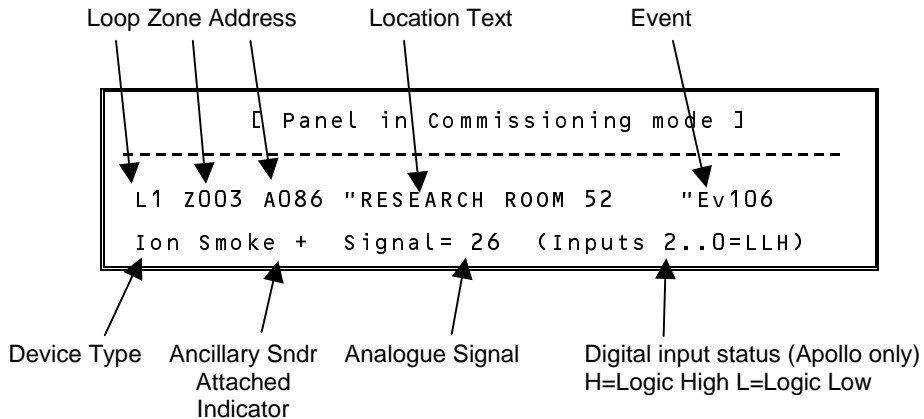 Loop Zone Address Location Text Event
[ Panel in Commissioning mode ]
L1 Z003 A086 "RESEARCH ROOM 52 "Ev106
Ion Smoke + Signal= 26 (Inputs 2..0=LLH)
Device Type Ancillary Sndr Analogue Signal Digital input status (Apollo only)
Attached H=Logic High L=Logic Low
Indicator